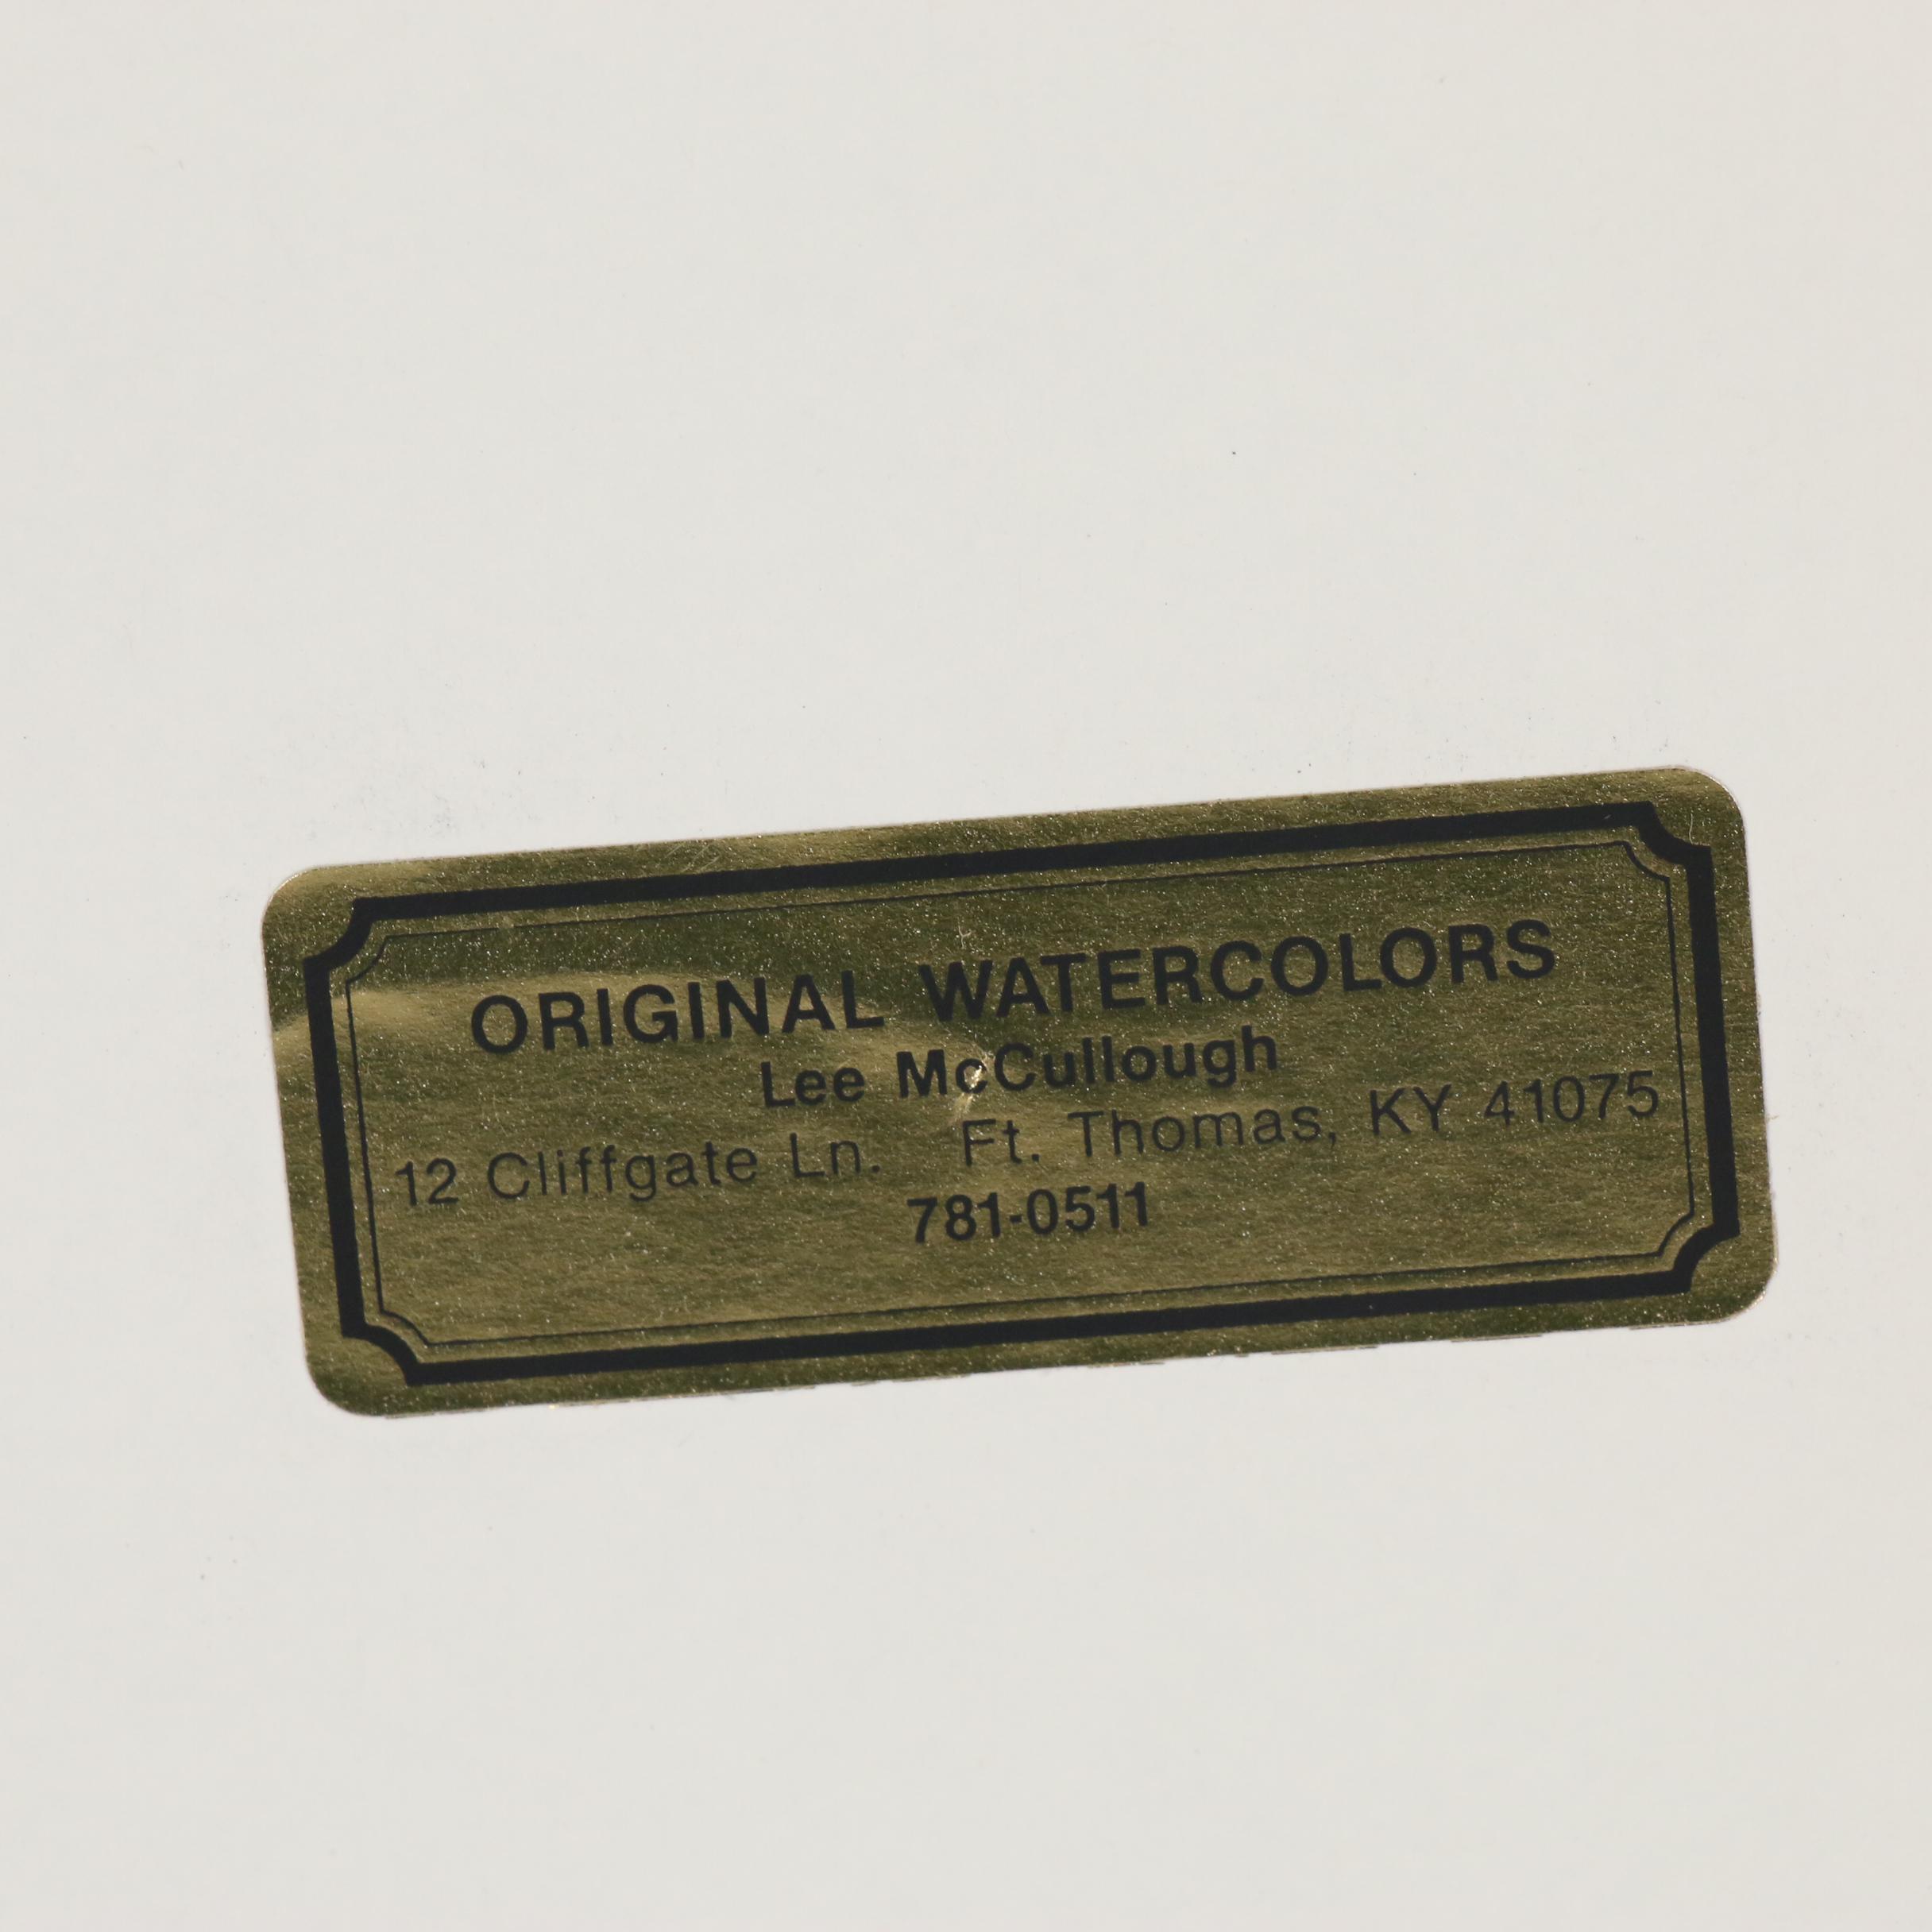 ORIGINAL WATERCOLORS
Lee McCullough
12 Cliffgate Ln. Ft. Thomas, KY 41075
781-0511